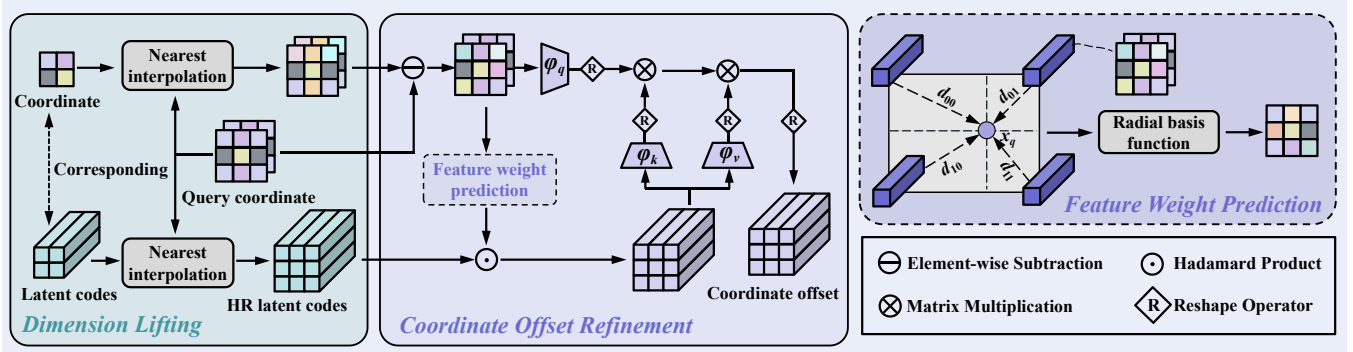 Nearest
interpolation
Coordinate
Corresponding
Query coordinate
Nearest
interpolation
Latent codes
HR latent codes
Dimension Lifting
φq
R
R
R
R
φk
φv
Feature weight
prediction
Coordinate offset
Coordinate Offset Refinement
d00
d01
xq
d10
d11
Radial basis
function
Feature Weight Prediction
Element-wise Subtraction
Hadamard Product
Matrix Multiplication
R Reshape Operator